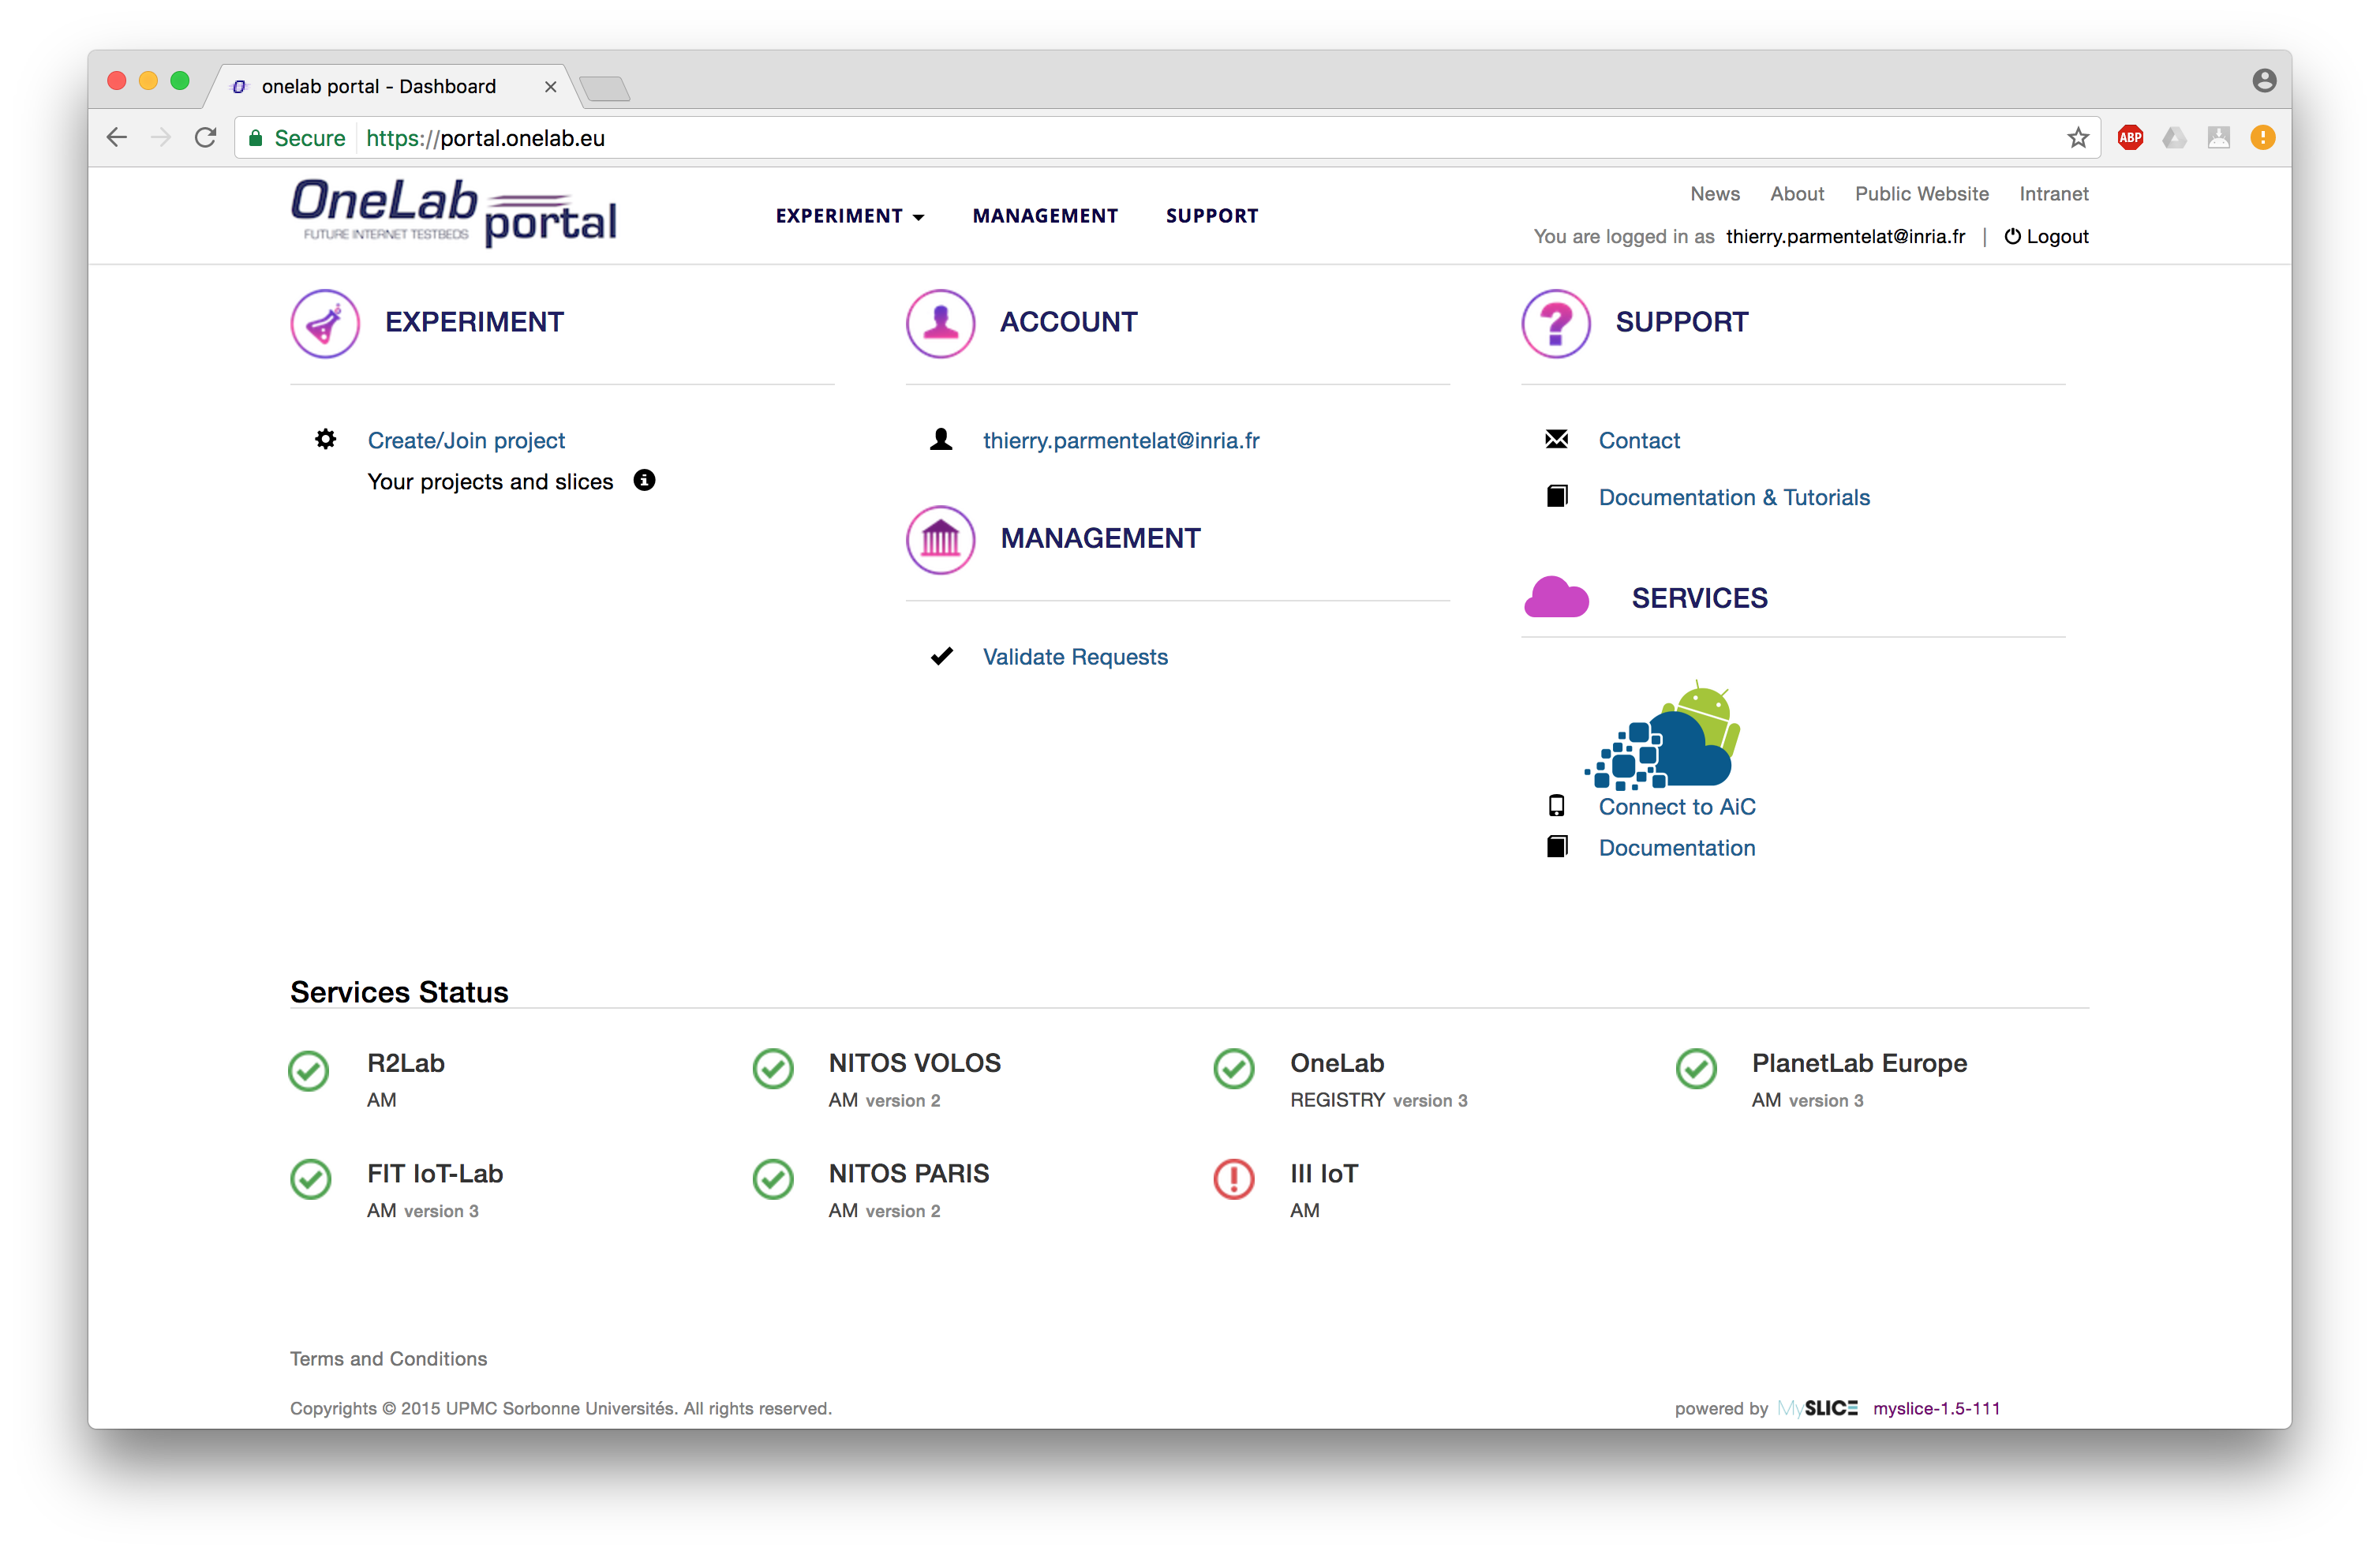 onelab portal - Dashboard
Secure https://portal.onelab.eu
ABP
OneLab portal
FUTURE INTERNET TESTBEDS
EXPERIMENT MANAGEMENT SUPPORT
News About Public Website Intranet
You are logged in as thierry.parmentelat@inria.fr | Logout
EXPERIMENT
Create/Join project
Your projects and slices
ACCOUNT
thierry.parmentelat@inria.fr
MANAGEMENT
Validate Requests
SUPPORT
Contact
Documentation & Tutorials
SERVICES
Connect to AiC
Documentation
Services Status
R2Lab
AM
NITOS VOLOS
AM version 2
OneLab
REGISTRY version 3
PlanetLab Europe
AM version 3
FIT IoT-Lab
AM version 3
NITOS PARIS
AM version 2
III IoT
AM
Terms and Conditions
Copyrights © 2015 UPMC Sorbonne Universités. All rights reserved.
powered by MySLICE myslice-1.5-111